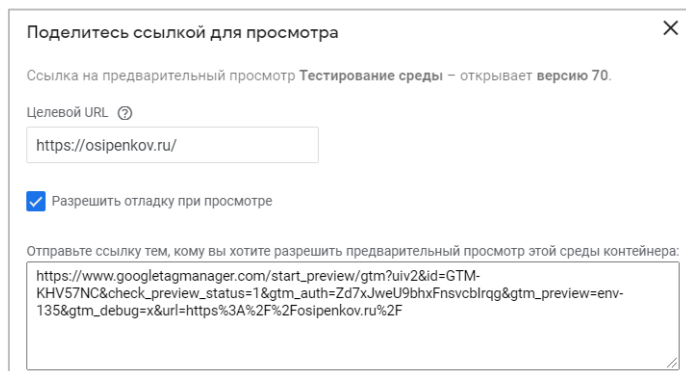 Поделитесь ссылкой для просмотра
Ссылка на предварительный просмотр Тестирование среды – открывает версию 70.
Целевой URL
https://osipenkov.ru/
Разрешить отладку при просмотре
Отправьте ссылку тем, кому вы хотите разрешить предварительный просмотр этой среды контейнера:
https://www.googletagmanager.com/start_preview/gtm?uiv2&id=GTM-
KHV57NC&check_preview_status=1&gtm_auth=Zd7xJweU9bhxFnsvcbIrqg&gtm_preview=env-
135&gtm_debug=x&url=https%3A%2F%2Fosipenkov.ru%2F